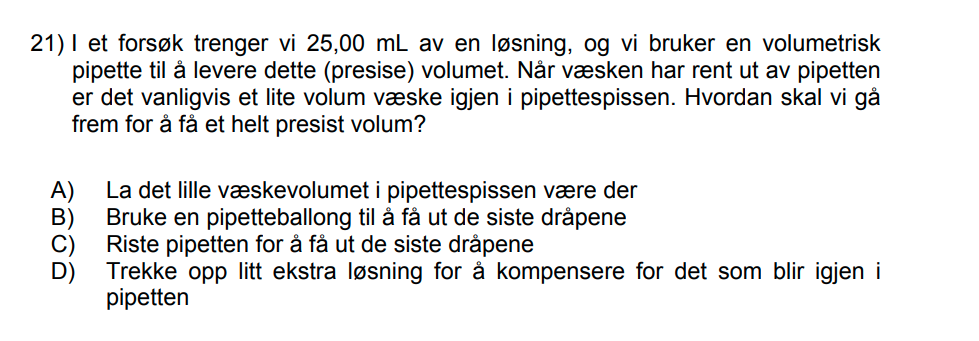 21) I et forsøk trenger vi 25,00 mL av en løsning, og vi bruker en volumetrisk
pipette til å levere dette (presise) volumet. Når væsken har rent ut av pipetten
er det vanligvis et lite volum væske igjen i pipettespissen. Hvordan skal vi gå
frem for å få et helt presist volum?
A) La det lille væskevolumet i pipettespissen være der
B) Bruke en pipetteballong til å få ut de siste dråpene
C) Riste pipetten for å få ut de siste dråpene
D) Trekke opp litt ekstra løsning for å kompensere for det som blir igjen i
pipetten